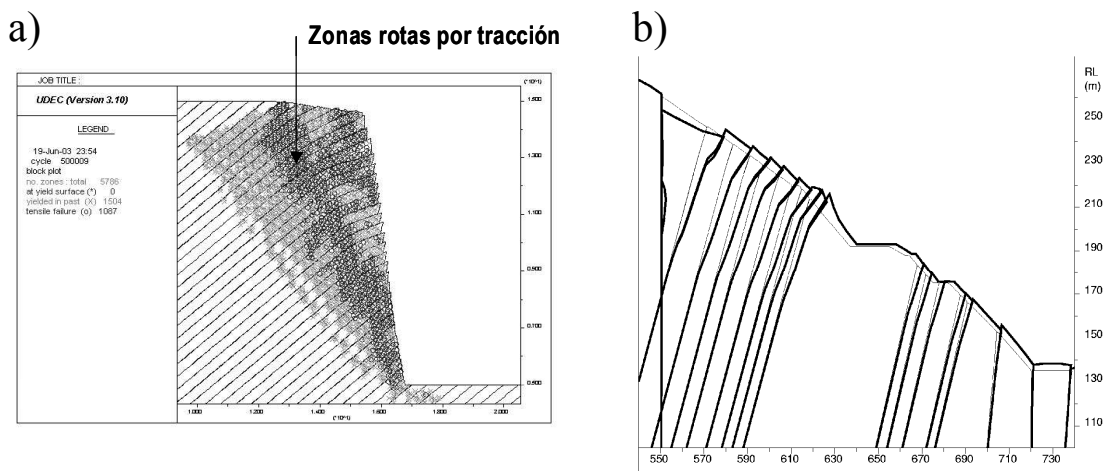 a)
Zonas rotas por tracción
JOB TITLE :
(*10^1)
UDEC (Version 3.10)
LEGEND
19-Jun-03 23:54
cycle 500009
block plot
no. zones : total 5786
at yield surface (*) 0
yielded in past (X) 1504
tensile failure (o) 1087
1.500
1.300
1.100
0.900
0.700
0.500
1.000 1.200 1.400 1.600 1.800 2.000
(*10^1)
b)
RL
(m)
250
230
210
190
170
150
130
110
550 570 590 610 630 654 670 690 710 730